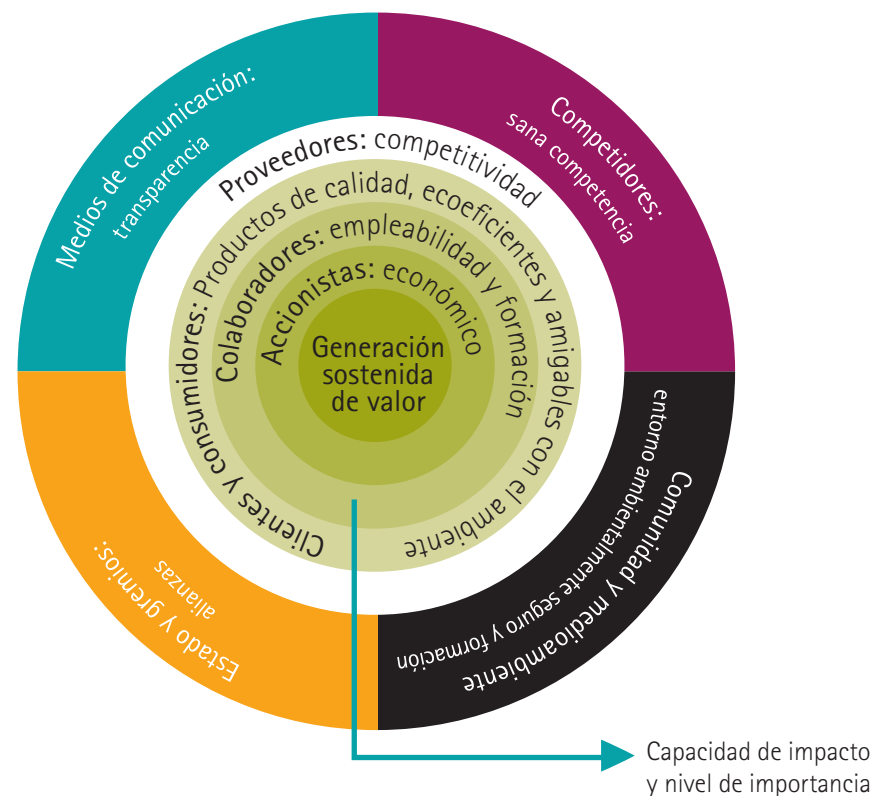 Medios de comunicación:
transparencia
Competidores:
sana competencia
Proveedores: competitividad
Clientes y consumidores: Productos de calidad, ecoeficientes y amigables con el ambiente
Colaboradores: empleabilidad y formación
Accionistas: económico
Generación
sostenida
de valor
Estado y gremios:
alianzas
Comunidad y medioambiente
entorno ambientalmente seguro y formación
Capacidad de impacto
y nivel de importancia